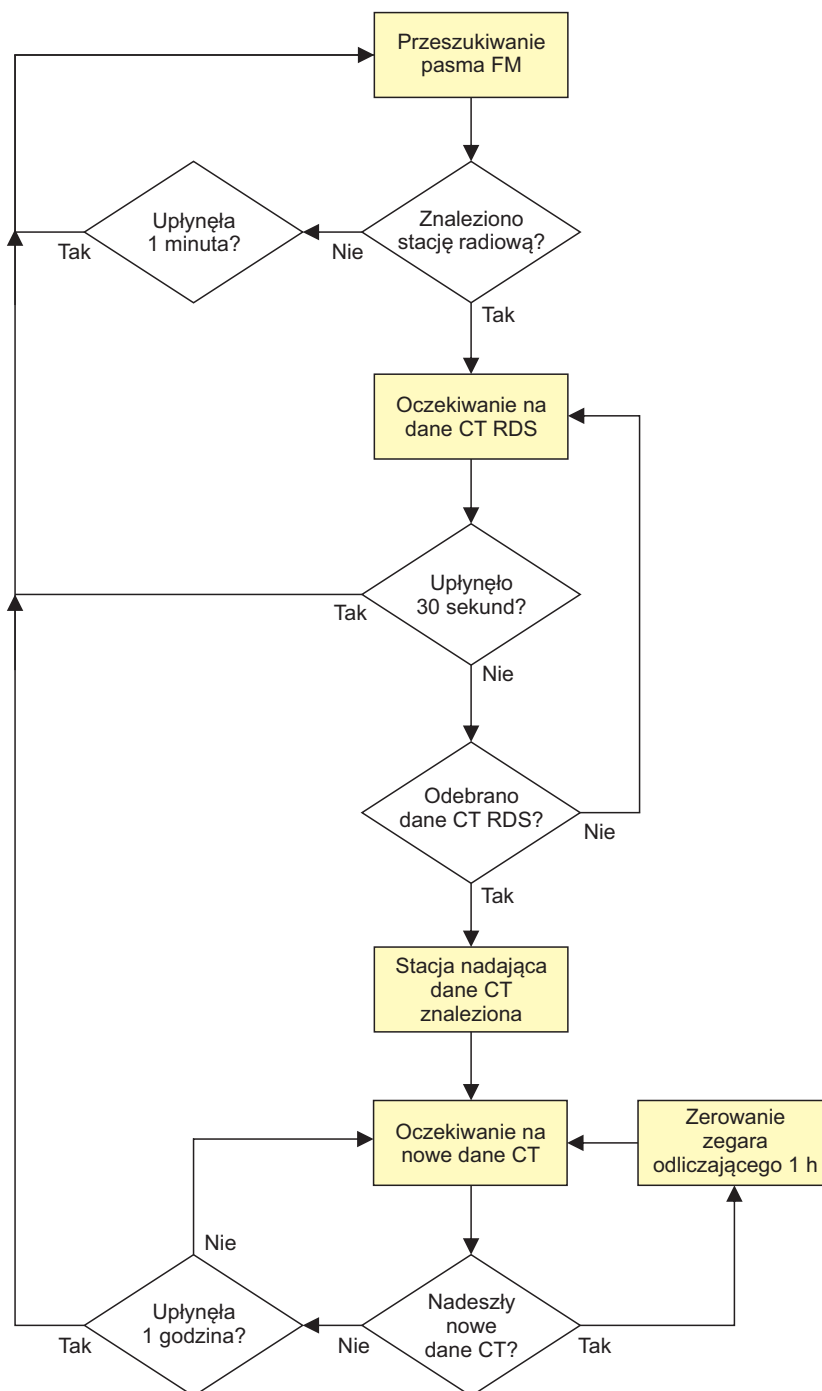 Przeszukiwanie
pasma FM
Upłynęła
1 minuta?
Znaleziono
stację radiową?
Tak
Nie
Tak
Oczekiwanie na
dane CT RDS
Upłynęło
30 sekund?
Tak
Nie
Odebrano
dane CT RDS?
Nie
Tak
Stacja nadająca
dane CT
znaleziona
Oczekiwanie na
nowe dane CT
Zerowanie
zegara
odliczającego 1 h
Nie
Upłynęła
1 godzina?
Nadeszły
nowe
dane CT?
Tak
Nie
Tak